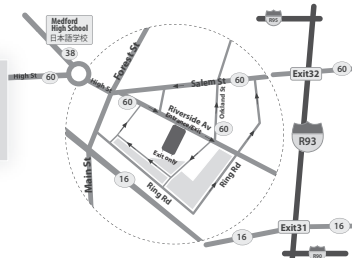 Medford
High School
日本語学校
38
High St
60
High St
60
Forest St
Salem St
60
Oakland St
Riverside Av
Entrance/Exit
60
Exit only
Main St
16
Ring Rd
Ring Rd
R95
Exit32
60
R93
Exit31
16
16
R90